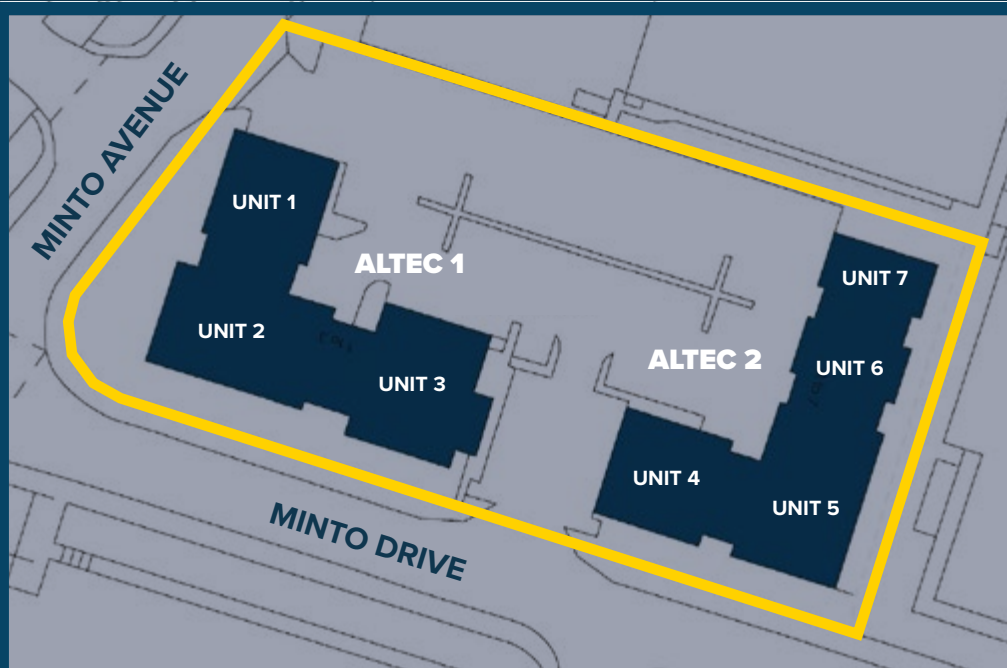 MINTO AVENUE
UNIT 1
ALTEC 1
UNIT 7
UNIT 2
ALTEC 2
UNIT 6
UNIT 3
UNIT 4
UNIT 5
MINTO DRIVE